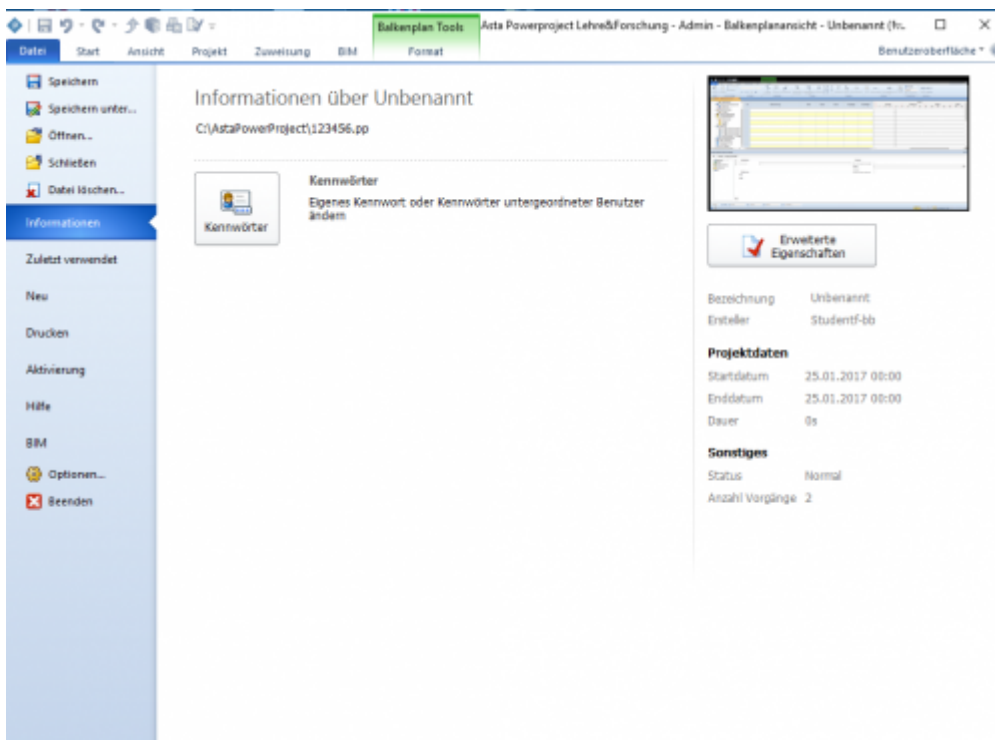 Balkenplan Tools
Asta Powerproject Lehre&Forschung - Admin - Balkenplanansicht - Unbenannt
Datei Start Ansicht Projekt Zuweisung BIM Format Benutzeroberfläche
Speichern
Speichern unter...
Öffnen...
Schließen
Datei löschen...
Informationen
Zuletzt verwendet
Neu
Drucken
Aktivierung
Hilfe
BIM
Optionen...
Beenden
Informationen über Unbenannt
C:\AstaPowerProject\123456.pp
Kennwörter
Kennwörter
Eigenes Kennwort oder Kennwörter untergeordneter Benutzer
ändern
Erweiterte
Eigenschaften
Bezeichnung Unbenannt
Ersteller Studentf-bb
Projektdaten
Startdatum 25.01.2017 00:00
Enddatum 25.01.2017 00:00
Dauer 0s
Sonstiges
Status Normal
Anzahl Vorgänge 2